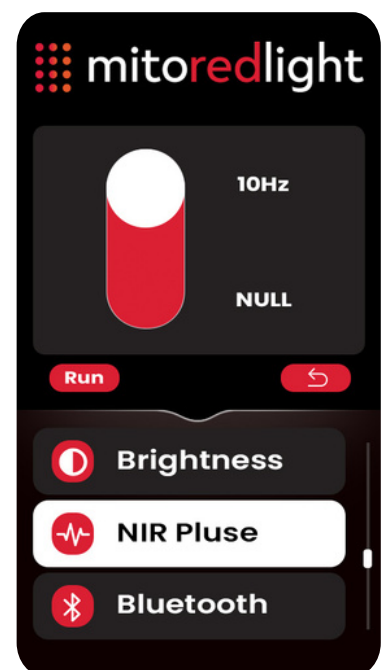 mitoredlight
10Hz
NULL
Run
Brightness
NIR Pluse
Bluetooth